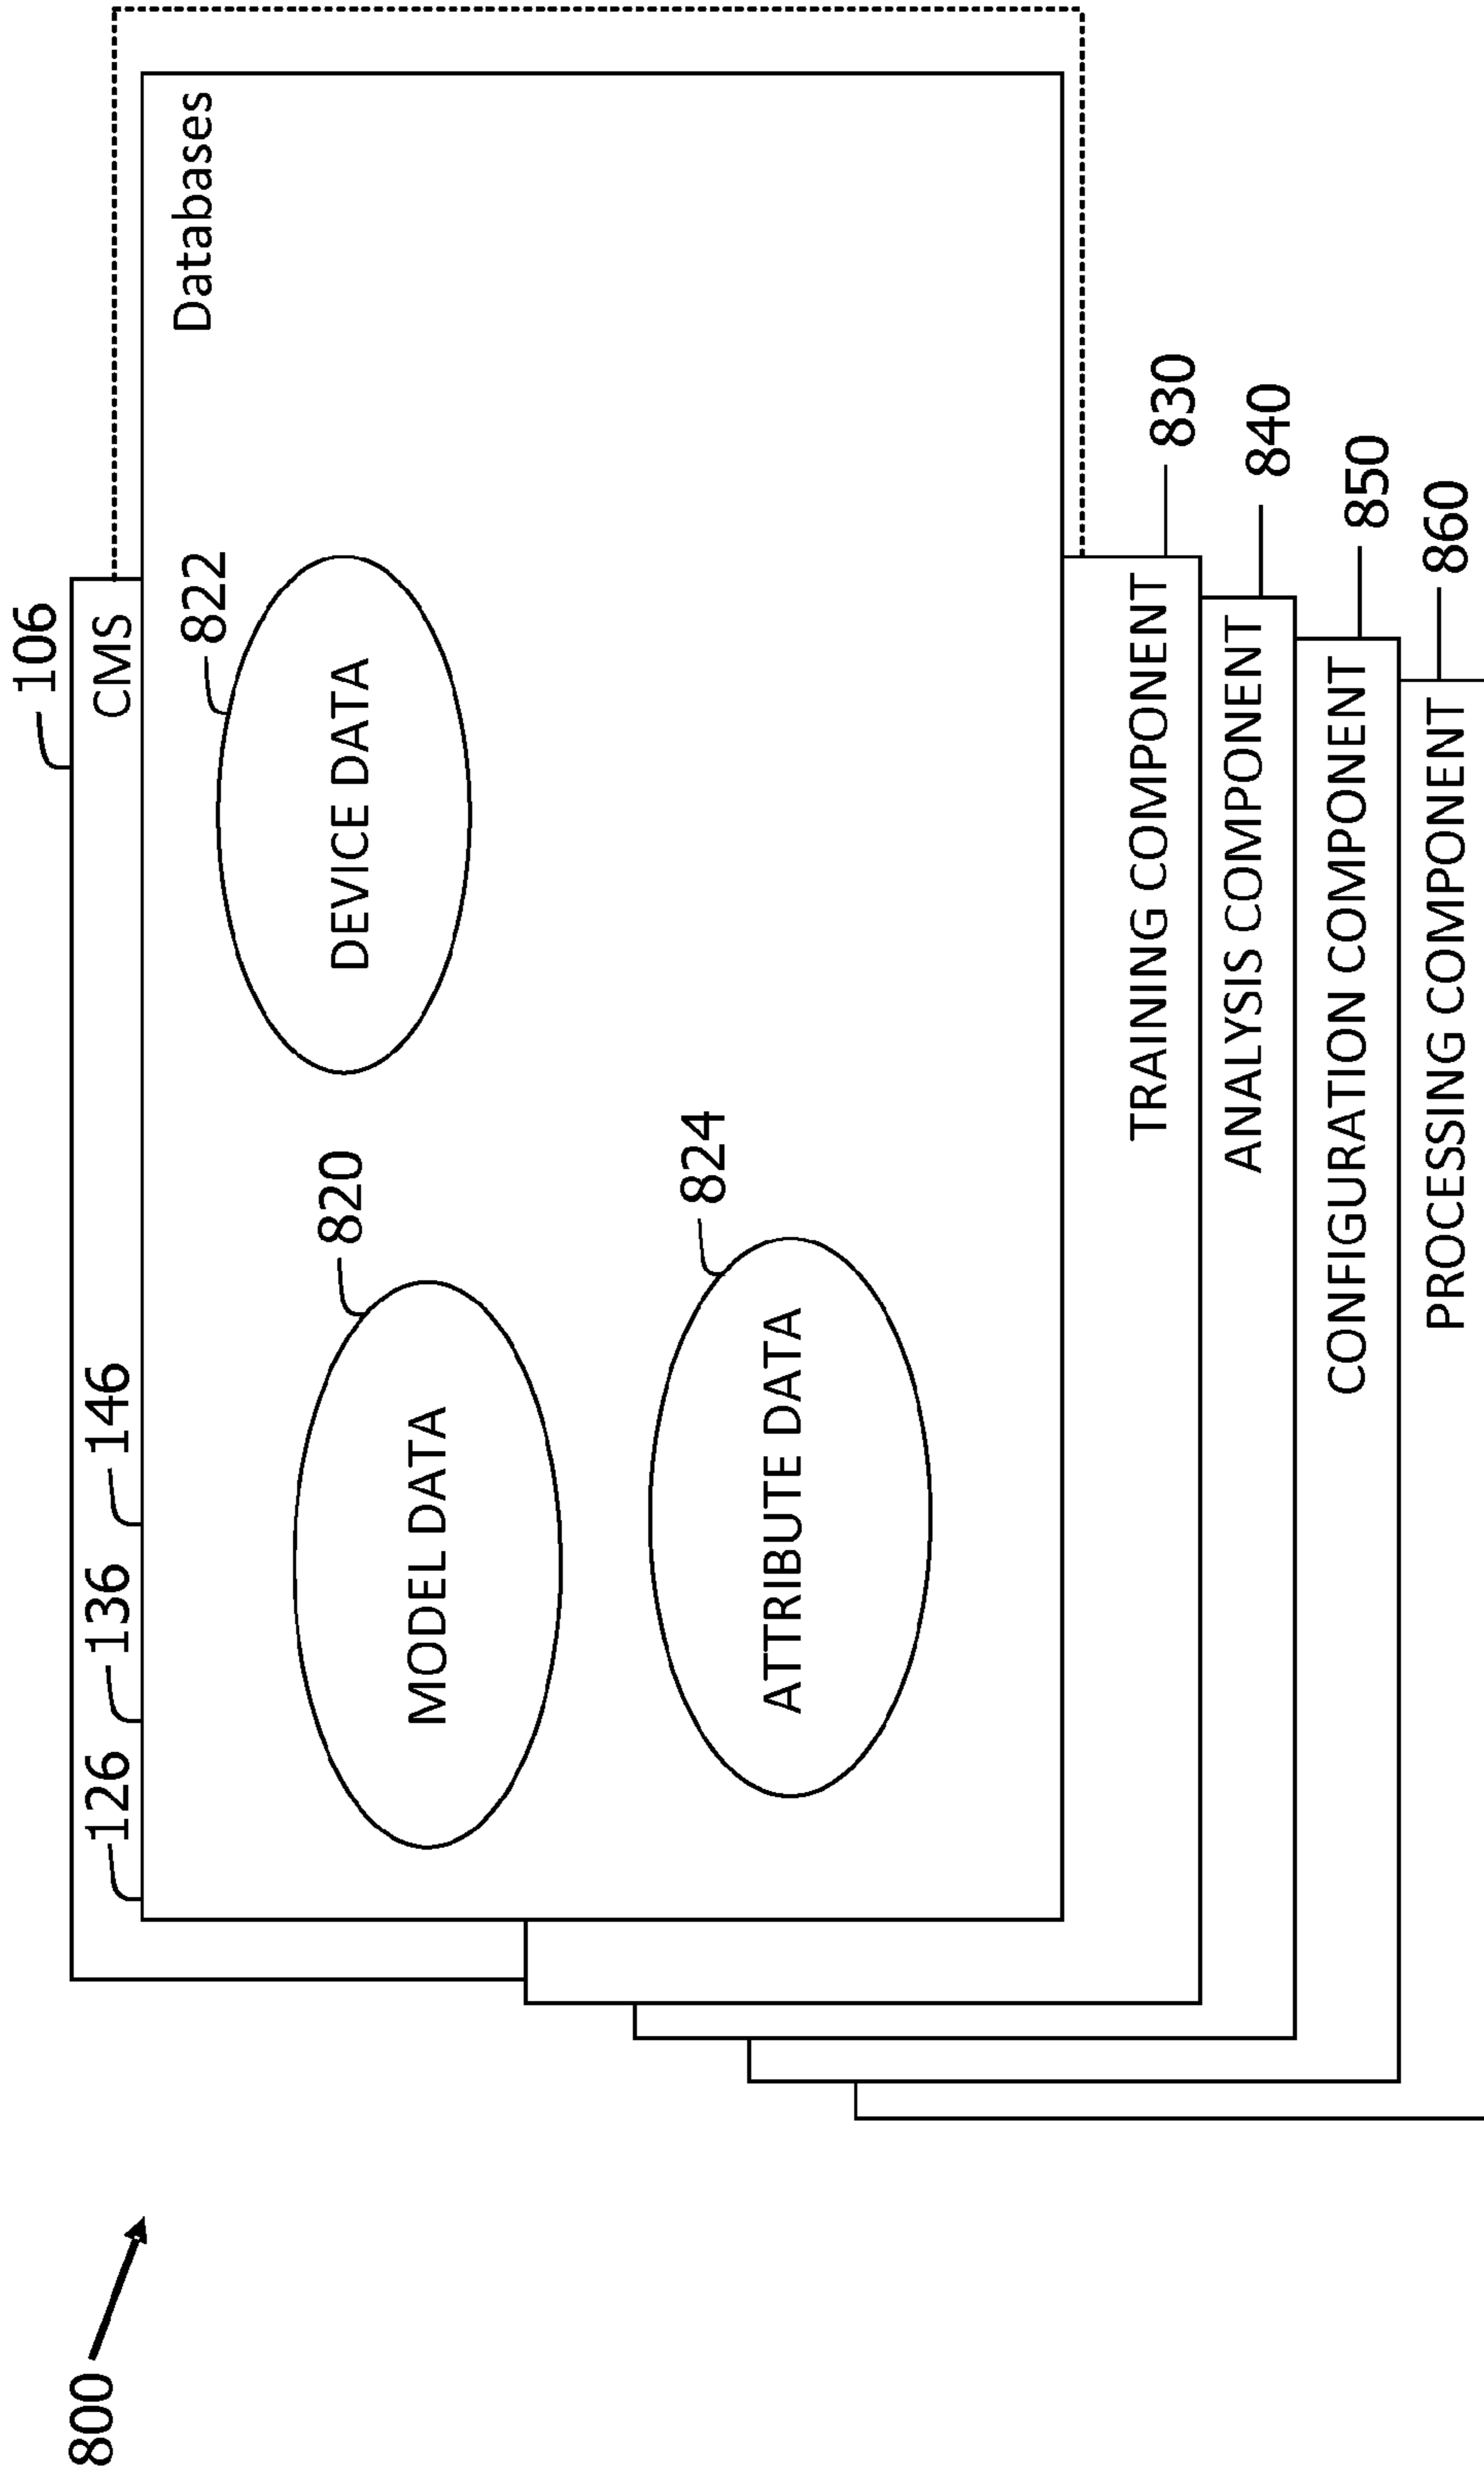 800
106
CMS
126
136
146
Databases
820
822
MODEL DATA
DEVICE DATA
824
ATTRIBUTE DATA
TRAINING COMPONENT
830
ANALYSIS COMPONENT
840
CONFIGURATION COMPONENT
850
PROCESSING COMPONENT
860